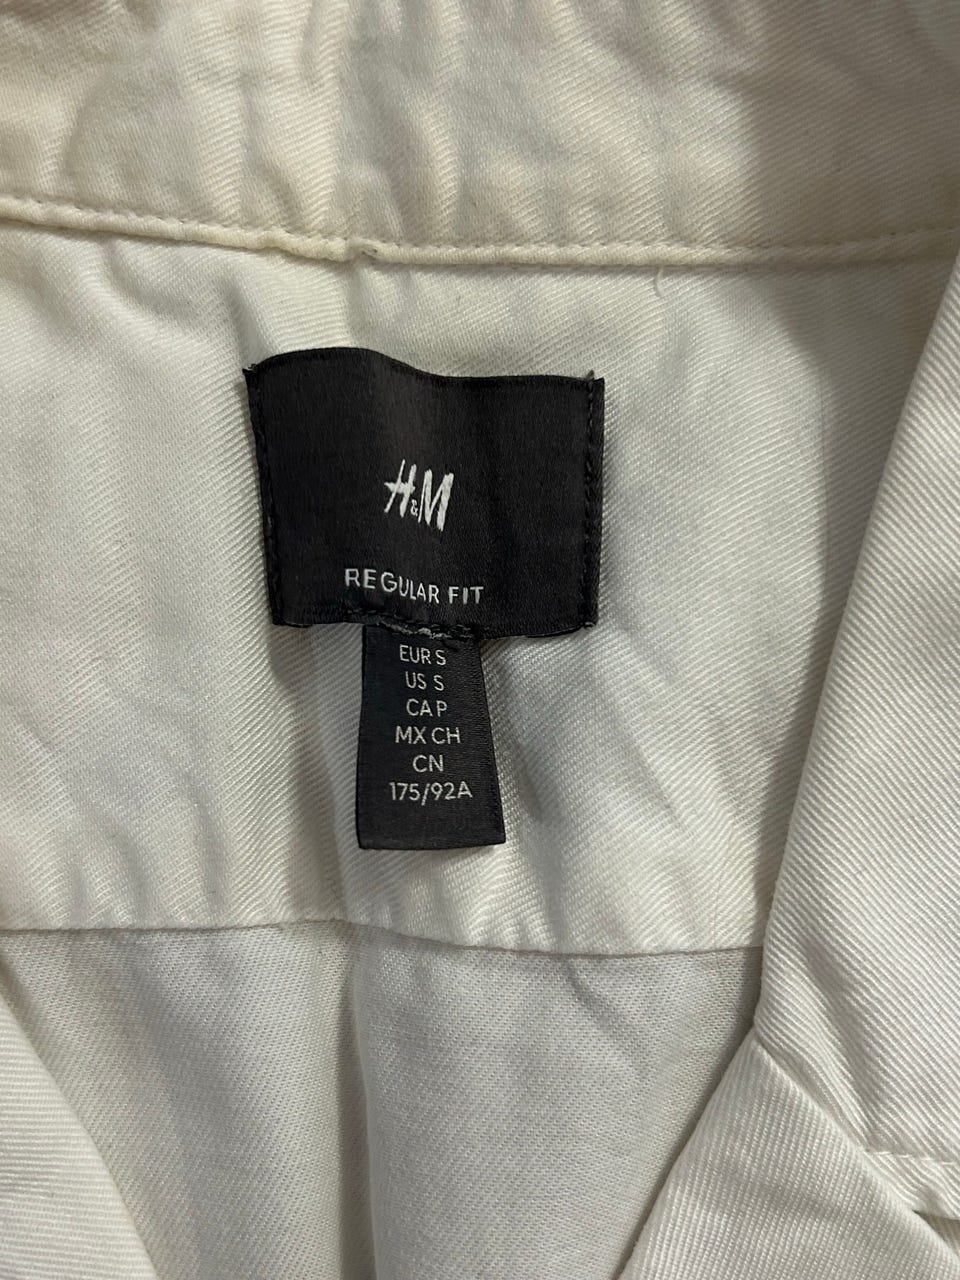 H&M
REGULAR FIT
EUR S
US S
CA P
MX CH
CN
175/92A